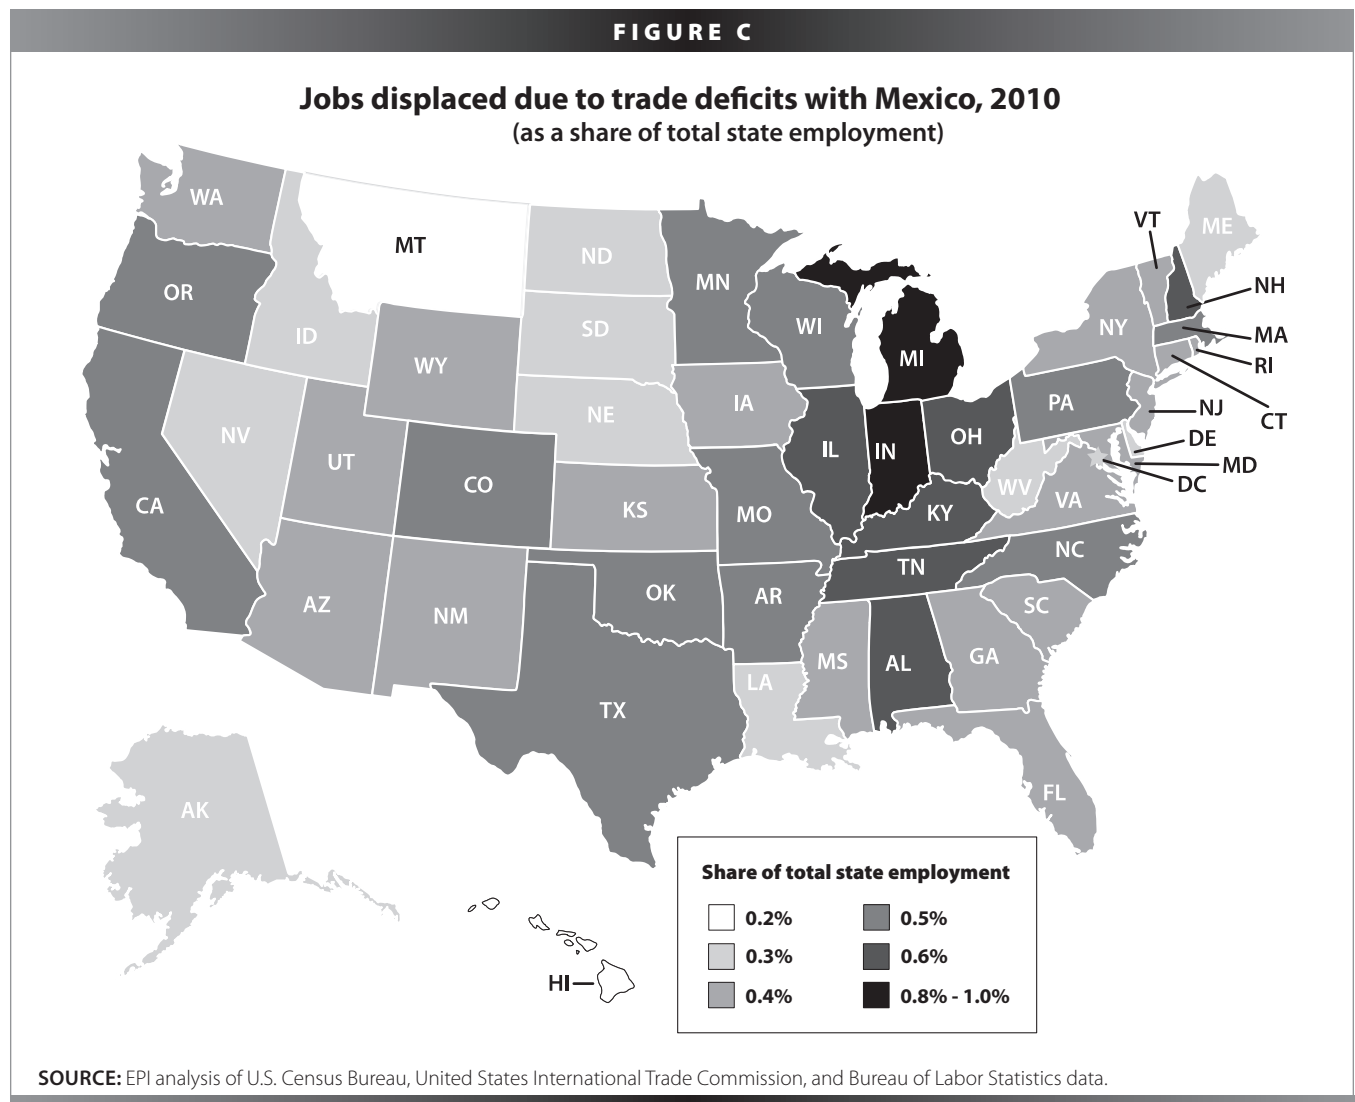 FIGURE C
Jobs displaced due to trade deficits with Mexico, 2010
(as a share of total state employment)
WA
MT
ND
MN
VT
ME
OR
ID
SD
WI
MI
NY
NH
MA
RI
CT
WY
NE
IA
PA
NJ
DE
MD
DC
NV
UT
CO
IL
IN
OH
WV
VA
CA
KS
MO
KY
NC
AZ
NM
OK
AR
TN
SC
MS
AL
GA
LA
TX
FL
AK
HI
Share of total state employment
0.2%
0.3%
0.4%
0.5%
0.6%
0.8% - 1.0%
SOURCE: EPI analysis of U.S. Census Bureau, United States International Trade Commission, and Bureau of Labor Statistics data.